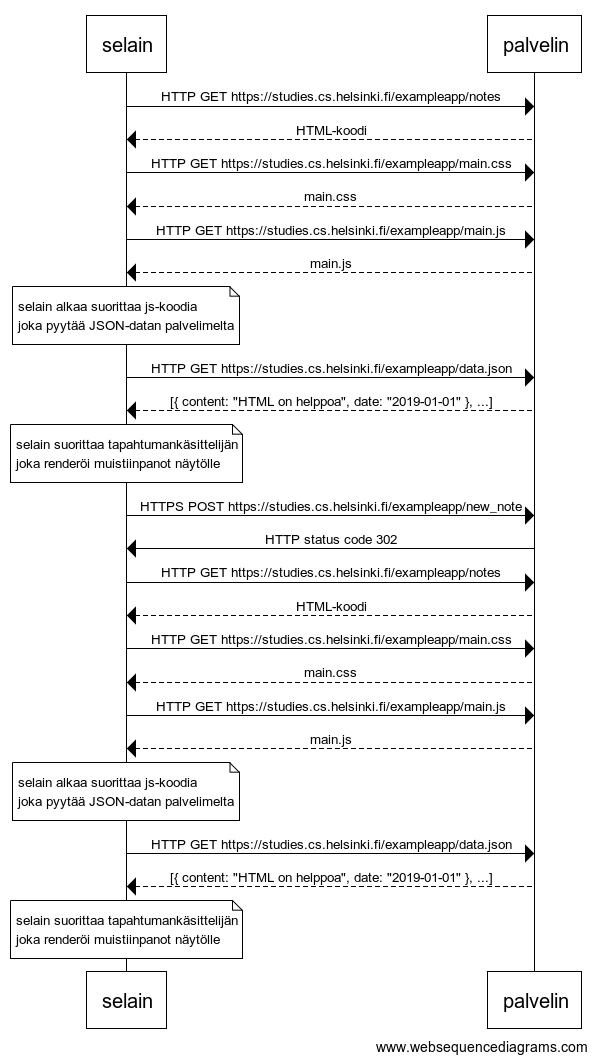 selain palvelin
HTTP GET https://studies.cs.helsinki.fi/exampleapp/notes
HTML-koodi
HTTP GET https://studies.cs.helsinki.fi/exampleapp/main.css
main.css
HTTP GET https://studies.cs.helsinki.fi/exampleapp/main.js
main.js
selain alkaa suorittaa js-koodia
joka pyytää JSON-datan palvelimelta
HTTP GET https://studies.cs.helsinki.fi/exampleapp/data.json
[{ content: "HTML on helppoa", date: "2019-01-01" }, ...]
selain suorittaa tapahtumankäsittelijän
joka renderöi muistiinpanot näytölle
HTTPS POST https://studies.cs.helsinki.fi/exampleapp/new_note
HTTP status code 302
HTTP GET https://studies.cs.helsinki.fi/exampleapp/notes
HTML-koodi
HTTP GET https://studies.cs.helsinki.fi/exampleapp/main.css
main.css
HTTP GET https://studies.cs.helsinki.fi/exampleapp/main.js
main.js
selain alkaa suorittaa js-koodia
joka pyytää JSON-datan palvelimelta
HTTP GET https://studies.cs.helsinki.fi/exampleapp/data.json
[{ content: "HTML on helppoa", date: "2019-01-01" }, ...]
selain suorittaa tapahtumankäsittelijän
joka renderöi muistiinpanot näytölle
selain palvelin
www.websequencediagrams.com